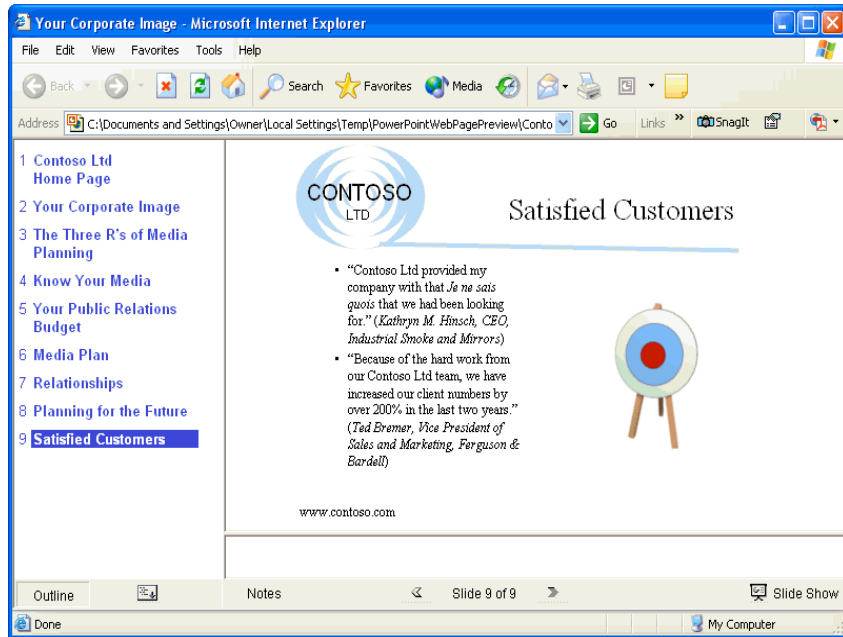 Your Corporate Image - Microsoft Internet Explorer
File Edit View Favorites Tools Help
Back Search Favorites Media
Address C:\Documents and Settings\Owner\Local Settings\Temp\PowerPointWebPagePreview\Conto Go Links » SnagIt
1 Contoso Ltd
Home Page
2 Your Corporate Image
3 The Three R's of Media
Planning
4 Know Your Media
5 Your Public Relations
Budget
6 Media Plan
7 Relationships
8 Planning for the Future
9 Satisfied Customers
CONTOSO
LTD
Satisfied Customers
• “Contoso Ltd provided my
company with that Je ne sais
quois that we had been looking
for.” (Kathryn M. Hinsch, CEO,
Industrial Smoke and Mirrors)
• “Because of the hard work from
our Contoso Ltd team, we have
increased our client numbers by
over 200% in the last two years.”
(Ted Bremer, Vice President of
Sales and Marketing, Ferguson &
Bardell)
www.contoso.com
Outline Notes Slide 9 of 9 Slide Show
Done My Computer